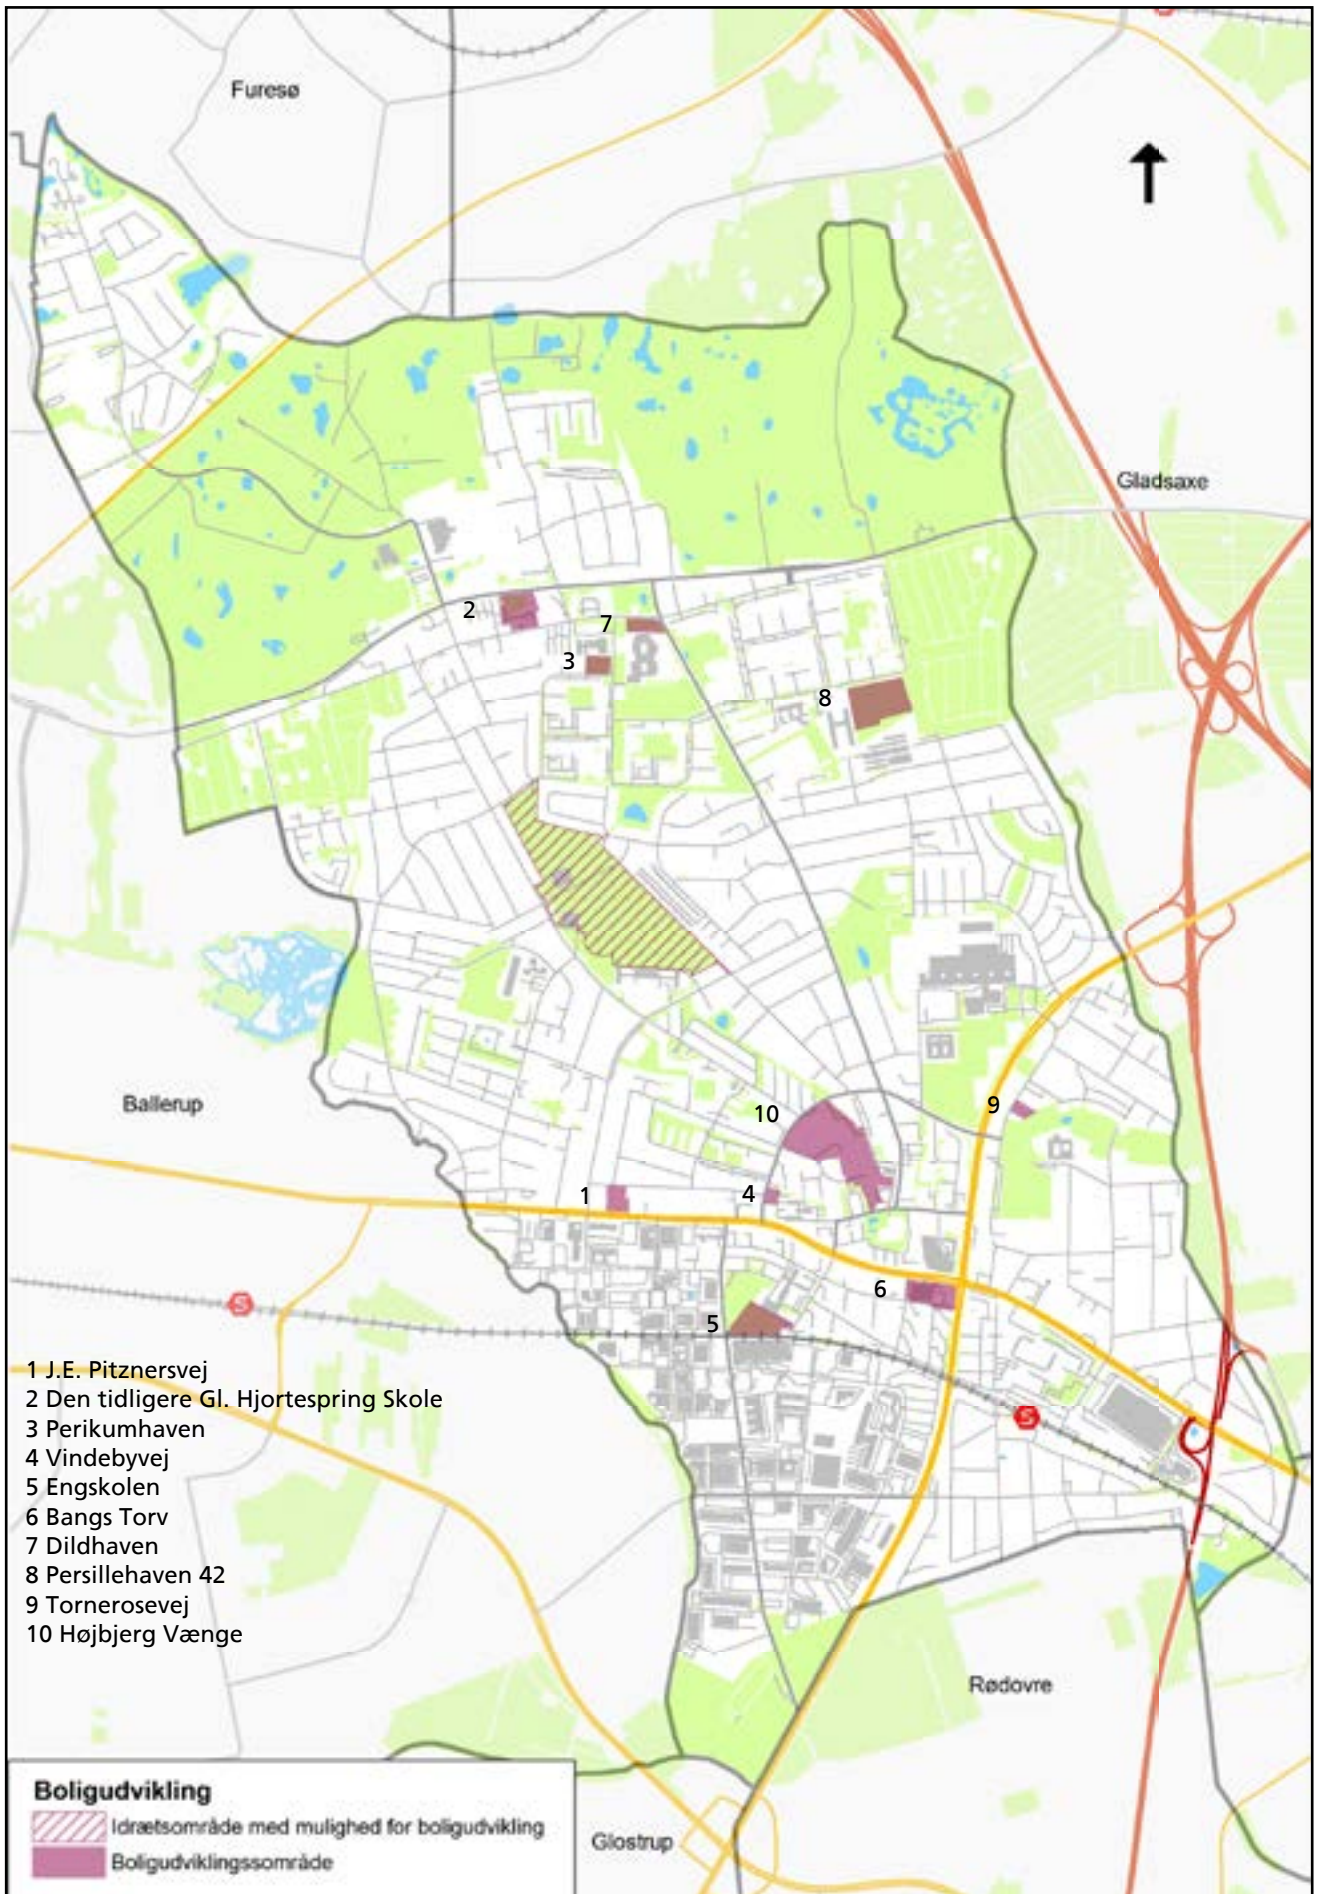 Furesø
Gladsaxe
2
7
3
8
Ballerup
10
9
1
4
6
5
S
S
1 J.E. Pitznersvej
2 Den tidligere Gl. Hjortespring Skole
3 Perikumhaven
4 Vindebyvej
5 Engskolen
6 Bangs Torv
7 Dildhaven
8 Persillehaven 42
9 Tornerosevej
10 Højbjerg Vænge
Rødovre
Glostrup
Boligudvikling
Idrætsområde med mulighed for boligudvikling
Boligudviklingssområde